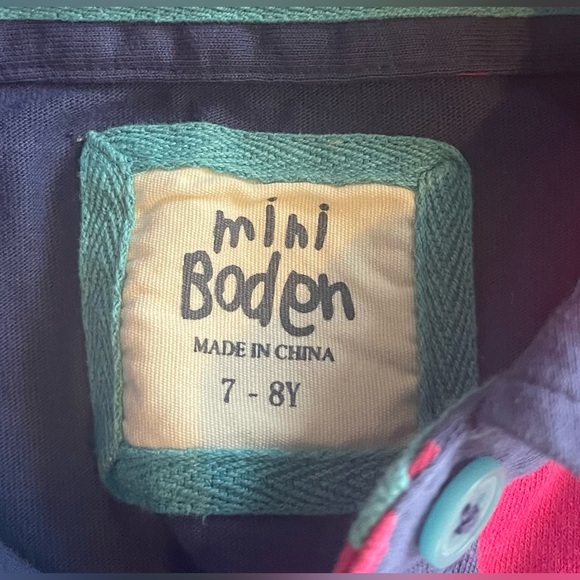 mini
Boden
MADE IN CHINA
7 - 8Y